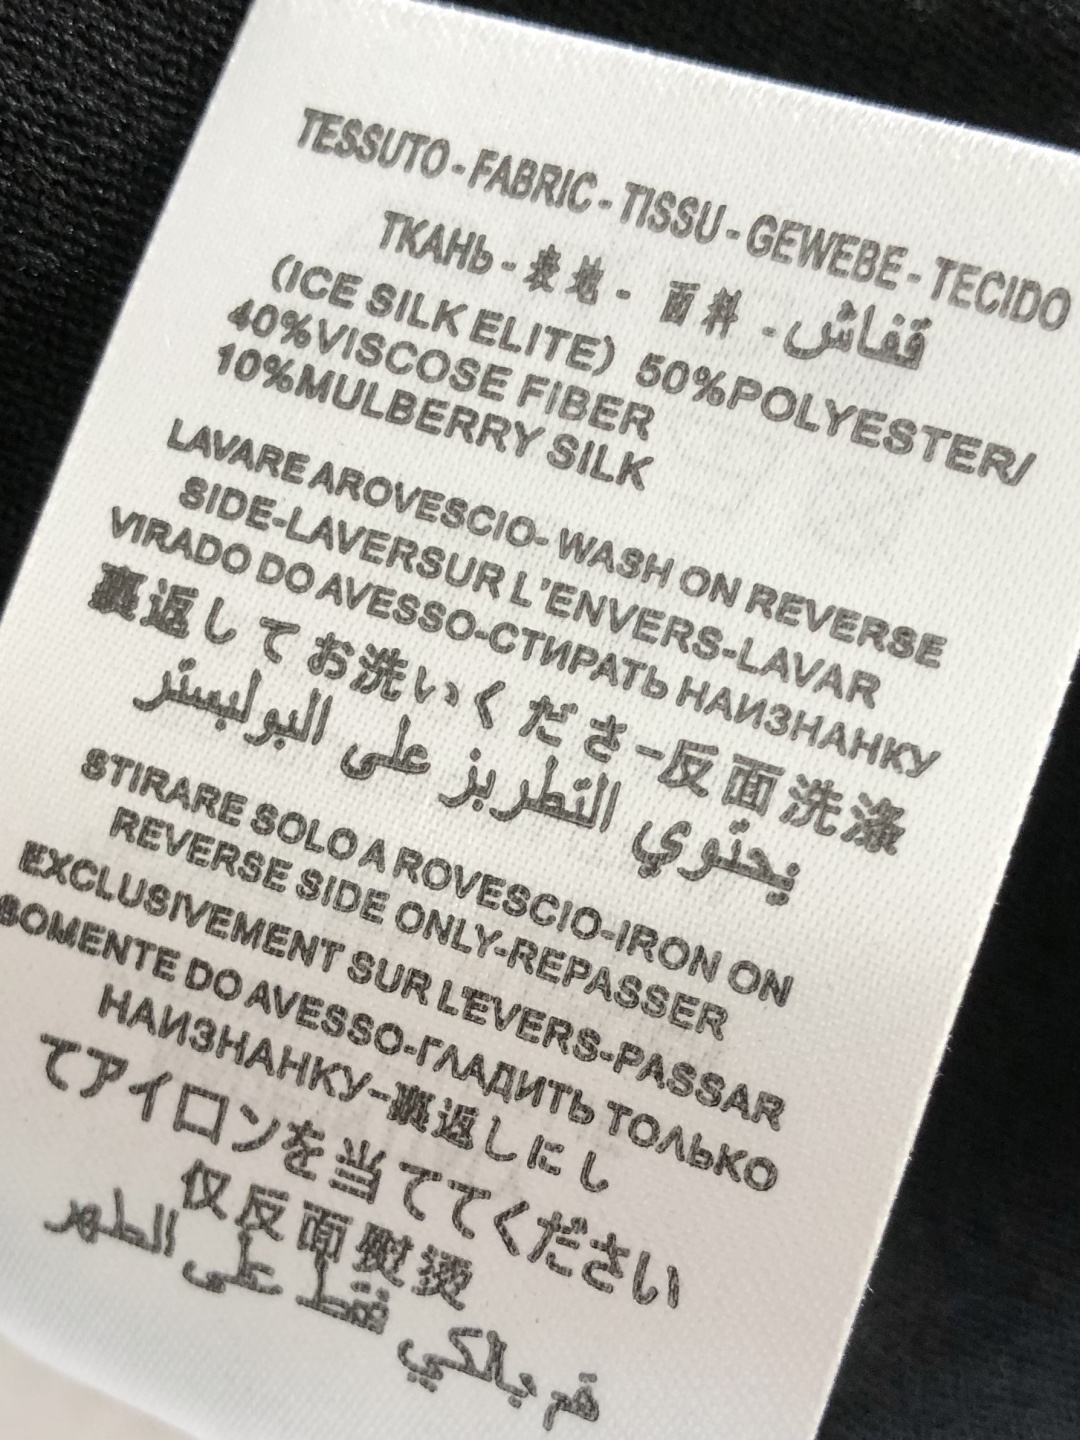 TESSUTO - FABRIC - TISSU - GEWEBE - TECIDO
ТКАНЬ - 表地 - 面料 - قفاش
(ICE SILK ELITE) 50%POLYESTER/
40%VISCOSE FIBER
10%MULBERRY SILK
LAVARE AROVESCIO- WASH ON REVERSE
SIDE-LAVERSUR L'ENVERS-LAVAR
VIRADO DO AVESSO-СТИРАТЬ НАИЗНАНКУ
裏返してお洗いくださ-反面洗涤
يحتوي التطريز على البوليستر
STIRARE SOLO A ROVESCIO-IRON ON
REVERSE SIDE ONLY-REPASSER
EXCLUSIVEMENT SUR L'EVERS-PASSAR
SOMENTE DO AVESSO-ГЛАДИТЬ ТОЛЬКО
НАИЗНАНКУ-裏返しにし
てアイロンを当ててください
仅反面熨烫
قم بالكي فقط على الظهر